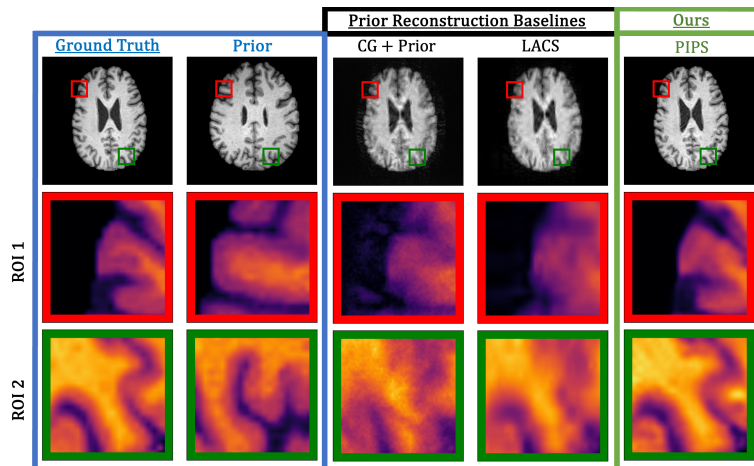 Prior Reconstruction Baselines
Ours
Ground Truth
Prior
CG + Prior
LACS
PIPS
ROI 1
ROI 2